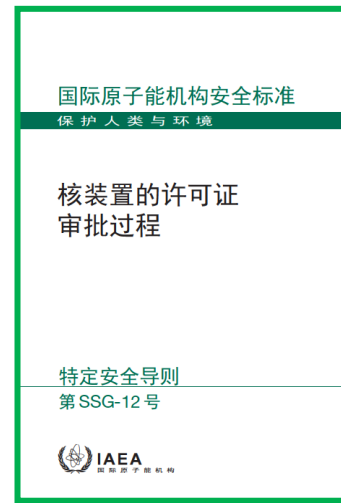 国际原子能机构安全标准
保护人类与环境
核装置的许可证
审批过程
特定安全导则
第 SSG-12 号
IAEA
国际原子能机构